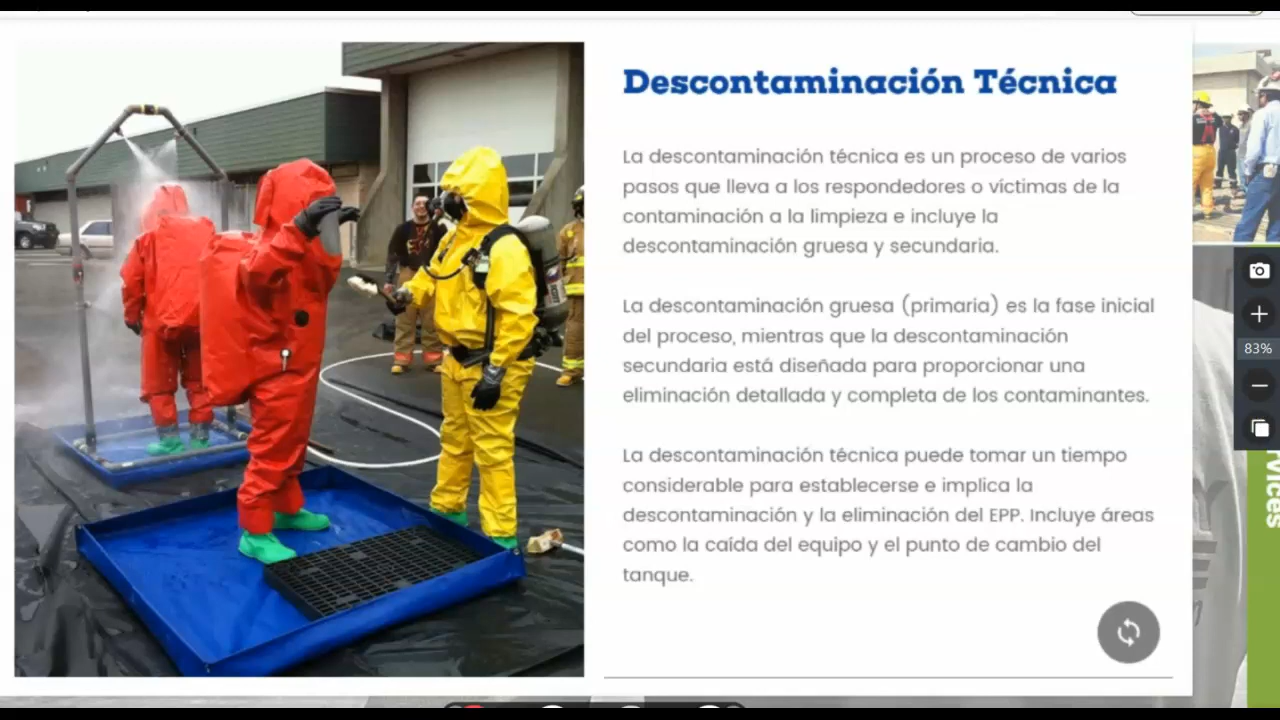 Descontaminación Técnica
La descontaminación técnica es un proceso de varios
pasos que lleva a los respondedores o víctimas de la
contaminación a la limpieza e incluye la
descontaminación gruesa y secundaria.
La descontaminación gruesa (primaria) es la fase inicial
del proceso, mientras que la descontaminación
secundaria está diseñada para proporcionar una
eliminación detallada y completa de los contaminantes.
La descontaminación técnica puede tomar un tiempo
considerable para establecerse e implica la
descontaminación y la eliminación del EPP. Incluye áreas
como la caída del equipo y el punto de cambio del
tanque.
83%